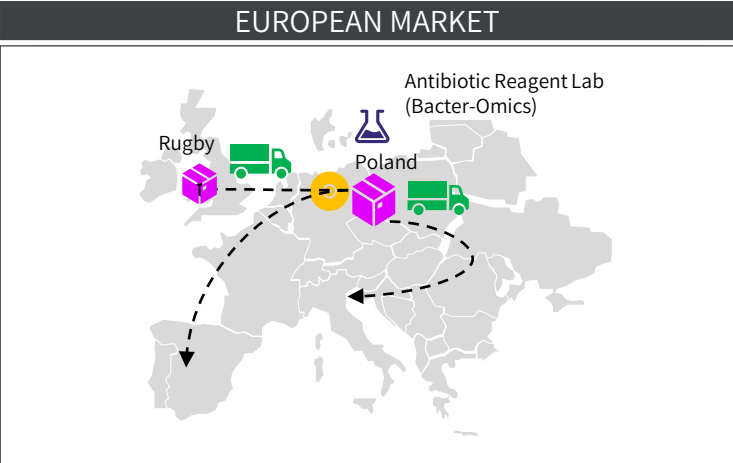 EUROPEAN MARKET
Antibiotic Reagent Lab
(Bacter-Omics)
Rugby
Poland